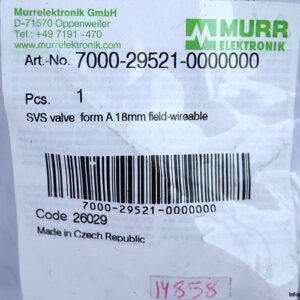 Murrelektronik GmbH
D-71570 Oppenweiler
Tel.: +49 7191 -470
www.murrelektronik.com
MURR
ELEKTRONIK
Art.-No. 7000-29521-0000000
Pcs. 1
SVS valve form A 18mm field-wireable
7000-29521-0000000
Code 26029
Made in Czech Republic
14858